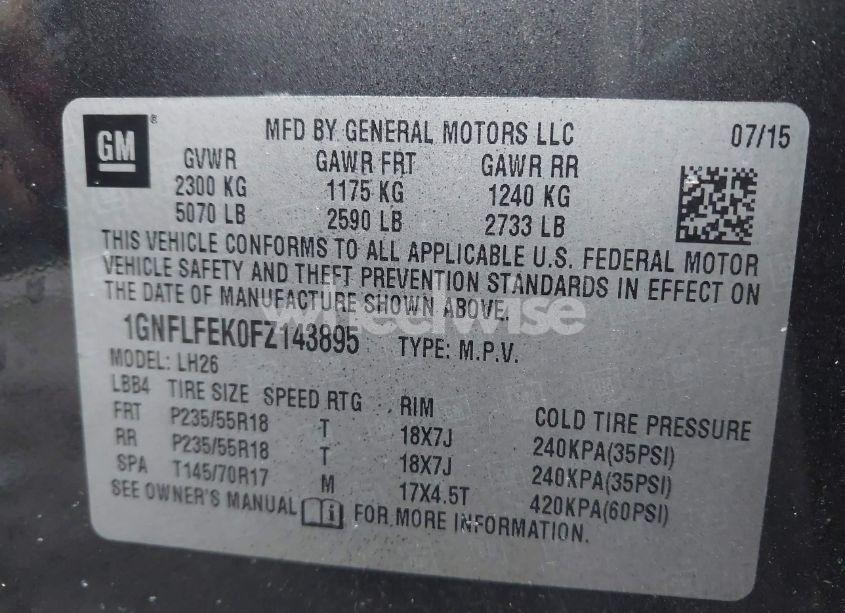 GM ®
MFD BY GENERAL MOTORS LLC 07/15
GVWR GAWR FRT GAWR RR
2300 KG 1175 KG 1240 KG
5070 LB 2590 LB 2733 LB
THIS VEHICLE CONFORMS TO ALL APPLICABLE U.S. FEDERAL MOTOR
VEHICLE SAFETY AND THEFT PREVENTION STANDARDS IN EFFECT ON
THE DATE OF MANUFACTURE SHOWN ABOVE.
wheelwise
1GNFLFEK0FZ143895 TYPE: M.P.V.
MODEL: LH26
LBB4 TIRE SIZE SPEED RTG RIM COLD TIRE PRESSURE
FRT P235/55R18 T 18X7J 240KPA(35PSI)
RR P235/55R18 T 18X7J 240KPA(35PSI)
SPA T145/70R17 M 17X4.5T 420KPA(60PSI)
SEE OWNER'S MANUAL FOR MORE INFORMATION.